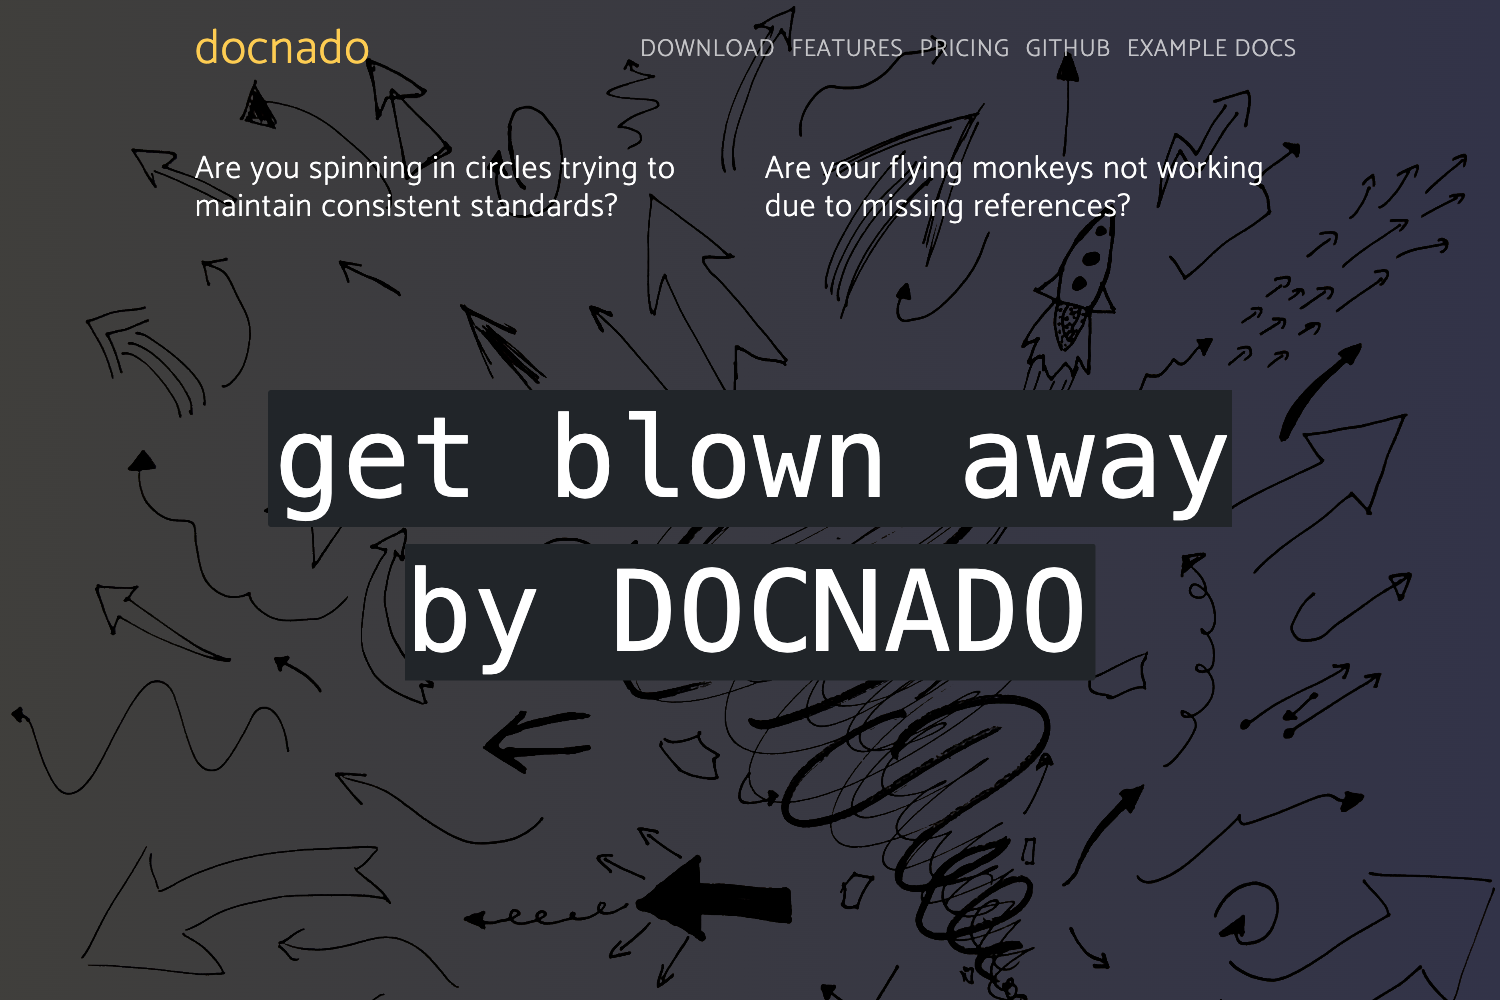 docnado
DOWNLOAD FEATURES PRICING GITHUB EXAMPLE DOCS
Are you spinning in circles trying to
maintain consistent standards?
Are your flying monkeys not working
due to missing references?
get blown away
by DOCNADO